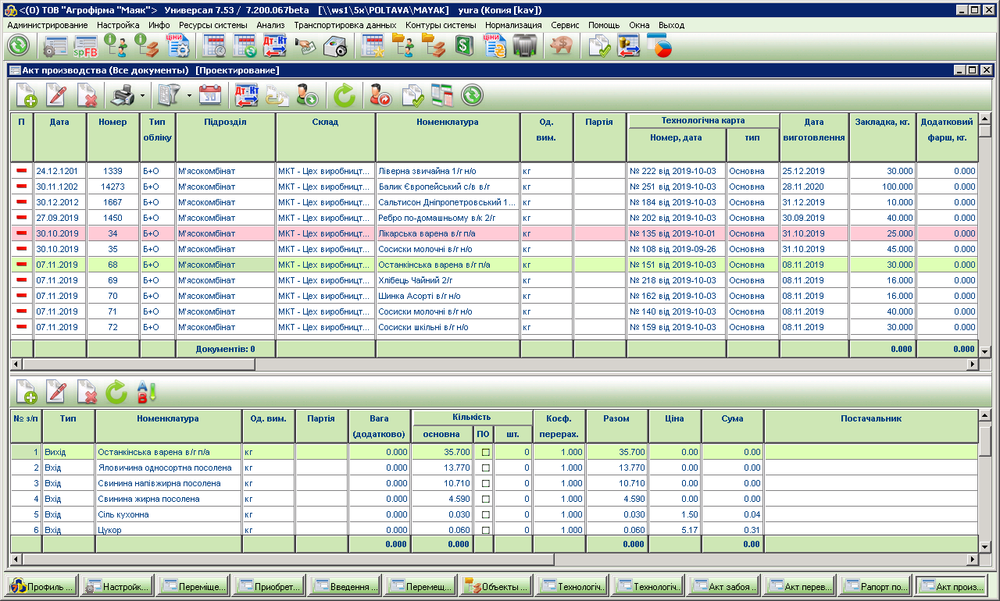 <(O) ТОВ "Агрофірма "Маяк"> Универсал 7.53 / 7.200.067beta [\\ws1\5x\POLTAVA\MAYAK] yura (Копия [kav])
Администрирование Настройка Инфо Ресурсы системы Анализ Транспортировка данных Контуры системы Нормализация Сервис Помощь Окна Выход
spFB ЦІНИ Дт-Кт $ ЦІНИ
Акт производства (Все документы) [Проектирование]
30 Дт-Кт
П Дата Номер Тип обліку Підрозділ Склад Номенклатура Од. вим. Партія Технологічна карта Дата виготовлення Закладка, кг. Додатковий фарш, кг.
Номер, дата тип
24.12.1201 1339 Б+О М'ясокомбінат МКТ - Цех виробницт... Ліверна звичайна 1/г н/о кг № 222 від 2019-10-03 Основна 25.12.2019 30.000 0.000
30.11.1202 14273 Б+О М'ясокомбінат МКТ - Цех виробницт... Балик Європейський с/в в/г кг № 251 від 2019-10-03 Основна 28.11.2020 100.000 0.000
30.12.2012 1667 Б+О М'ясокомбінат МКТ - Цех виробницт... Сальтисон Дніпропетровський 1... кг № 184 від 2019-10-03 Основна 31.12.2019 10.000 0.000
27.09.2019 1450 Б+О М'ясокомбінат МКТ - Цех виробницт... Ребро по-домашньому в/к 2/г кг № 202 від 2019-10-03 Основна 30.09.2019 40.000 0.000
30.10.2019 34 Б+О М'ясокомбінат МКТ - Цех виробницт... Лікарська варена в/г п/а кг № 135 від 2019-10-01 Основна 31.10.2019 25.000 0.000
30.10.2019 35 Б+О М'ясокомбінат МКТ - Цех виробницт... Сосиски молочні в/г н/о кг № 108 від 2019-09-26 Основна 31.10.2019 45.000 0.000
07.11.2019 68 Б+О М'ясокомбінат МКТ - Цех виробницт... Останкінська варена в/г п/а кг № 151 від 2019-10-03 Основна 08.11.2019 30.000 0.000
07.11.2019 69 Б+О М'ясокомбінат МКТ - Цех виробницт... Хлібець Чайний 2/г кг № 218 від 2019-10-03 Основна 08.11.2019 16.000 0.000
07.11.2019 70 Б+О М'ясокомбінат МКТ - Цех виробницт... Шинка Асорті в/г н/о кг № 162 від 2019-10-03 Основна 08.11.2019 16.000 0.000
07.11.2019 71 Б+О М'ясокомбінат МКТ - Цех виробницт... Сосиски молочні в/г н/о кг № 140 від 2019-10-03 Основна 08.11.2019 40.000 0.000
07.11.2019 72 Б+О М'ясокомбінат МКТ - Цех виробницт... Сосиски шкільні в/г н/о кг № 159 від 2019-10-03 Основна 08.11.2019 30.000 0.000
Документів: 0 0.000 0.000
А В
№ з/п Тип Номенклатура Од. вим. Партія Вага (додатково) Кількість Коєф. перерах. Разом Ціна Сума Постачальник
основна ПО шт.
1 Вихід Останкінська варена в/г п/а кг 0.000 35.700 0 1.000 35.700 0.00 0.00
2 Вхід Яловичина односортна посолена кг 0.000 13.770 0 1.000 13.770 0.00 0.00
3 Вхід Свинина напівжирна посолена кг 0.000 10.710 0 1.000 10.710 0.00 0.00
4 Вхід Свинина жирна посолена кг 0.000 4.590 0 1.000 4.590 0.00 0.00
5 Вхід Сіль кухонна кг 0.000 0.030 0 1.000 0.030 1.50 0.04
6 Вхід Цукор кг 0.000 0.060 0 1.000 0.060 5.17 0.31
0.000 0.000 0.000 0.00
Профиль ... Настройк... Переміще... Приобрет... Введення ... Перемещ... Объекты ... Технологіч.. Технологіч.. Акт забоя .. Акт перев... Рапорт по... Акт произ...